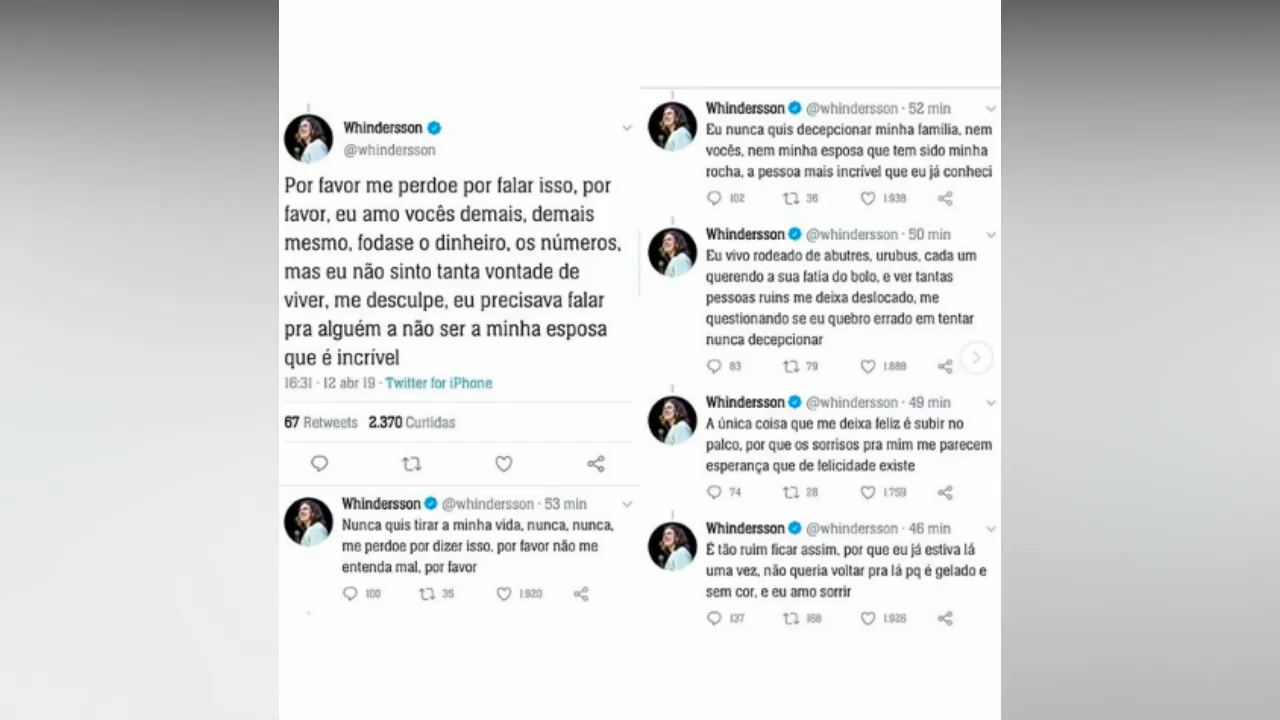 Whindersson
@whindersson
Por favor me perdoe por falar isso, por
favor, eu amo vocês demais, demais
mesmo, fodase o dinheiro, os números,
mas eu não sinto tanta vontade de
viver, me desculpe, eu precisava falar
pra alguém a não ser a minha esposa
que é incrível
16:31 · 12 abr 19 · Twitter for iPhone
67 Retweets 2.370 Curtidas
Whindersson @whindersson · 53 min
Nunca quis tirar a minha vida, nunca, nunca,
me perdoe por dizer isso, por favor não me
entenda mal, por favor
100 35 1.920
Whindersson @whindersson · 52 min
Eu nunca quis decepcionar minha família, nem
vocês, nem minha esposa que tem sido minha
rocha, a pessoa mais incrível que eu já conheci
102 36 1.938
Whindersson @whindersson · 50 min
Eu vivo rodeado de abutres, urubus, cada um
querendo a sua fatia do bolo, e ver tantas
pessoas ruins me deixa deslocado, me
questionando se eu quebro errado em tentar
nunca decepcionar
83 79 1.888
Whindersson @whindersson · 49 min
A única coisa que me deixa feliz é subir no
palco, por que os sorrisos pra mim me parecem
esperança que de felicidade existe
74 28 1.759
Whindersson @whindersson · 46 min
É tão ruim ficar assim, por que eu já estiva lá
uma vez, não queria voltar pra lá pq é gelado e
sem cor, e eu amo sorrir
137 168 1.926